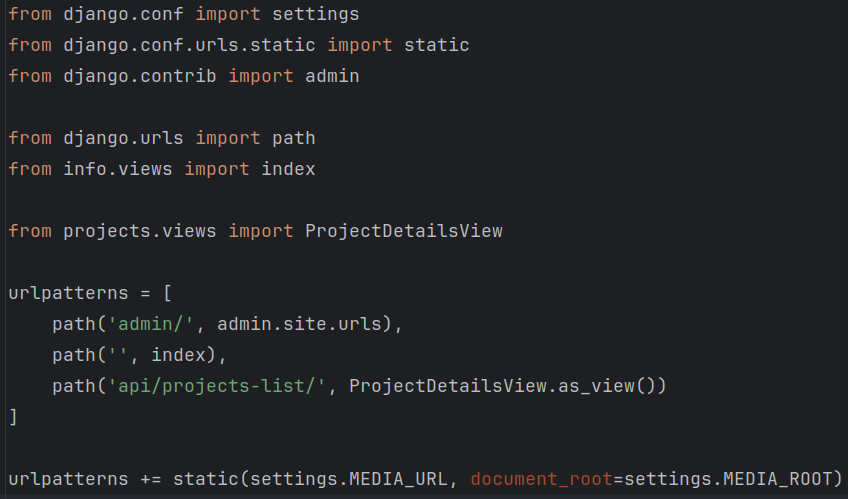 from django.conf import settings
from django.conf.urls.static import static
from django.contrib import admin
from django.urls import path
from info.views import index
from projects.views import ProjectDetailsView
urlpatterns = [
    path('admin/', admin.site.urls),
    path('', index),
    path('api/projects-list/', ProjectDetailsView.as_view())
]
urlpatterns += static(settings.MEDIA_URL, document_root=settings.MEDIA_ROOT)